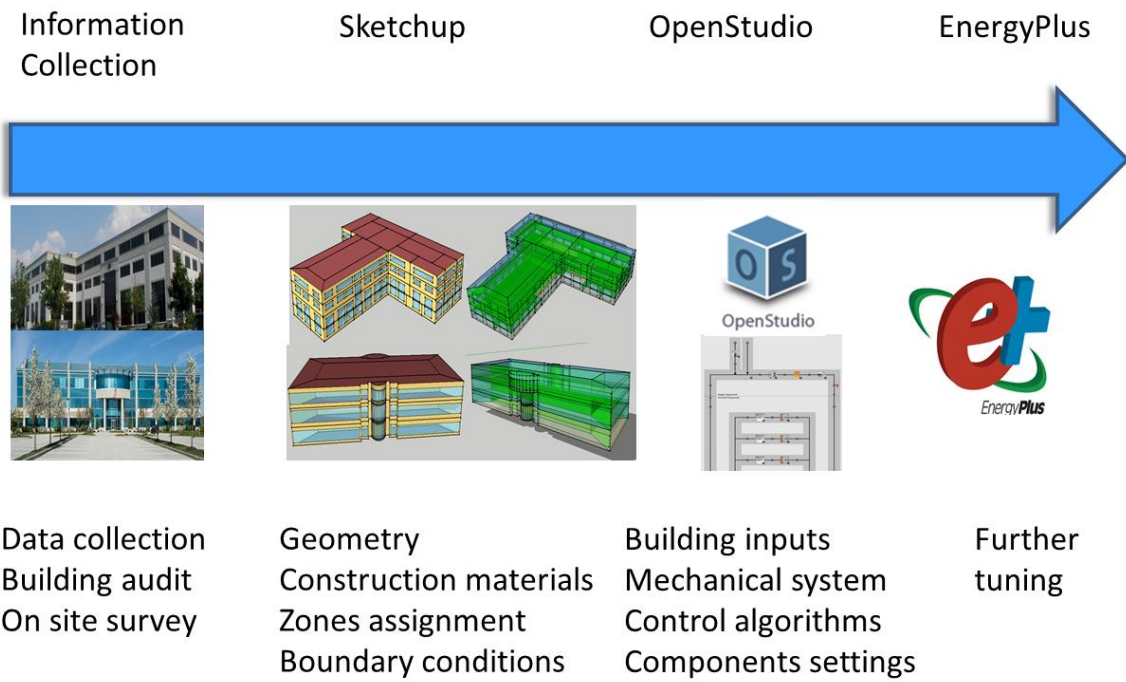 Information
Collection
Sketchup
OpenStudio
EnergyPlus
OS
OpenStudio
e+
EnergyPlus
Data collection
Building audit
On site survey
Geometry
Construction materials
Zones assignment
Boundary conditions
Building inputs
Mechanical system
Control algorithms
Components settings
Further
tuning